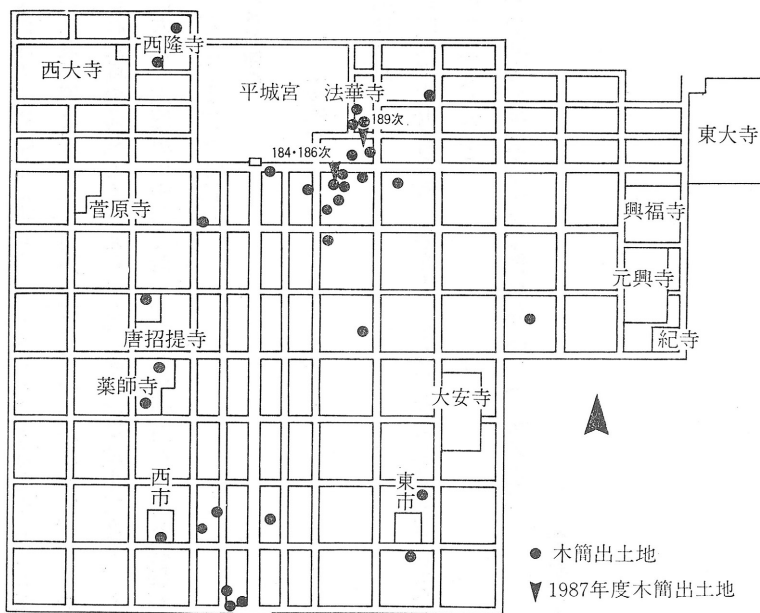 西隆寺
西大寺
平城宮
法華寺
189次
東大寺
184・186次
菅原寺
興福寺
元興寺
唐招提寺
紀寺
薬師寺
大安寺
西市
東市
木簡出土地
1987年度木簡出土地